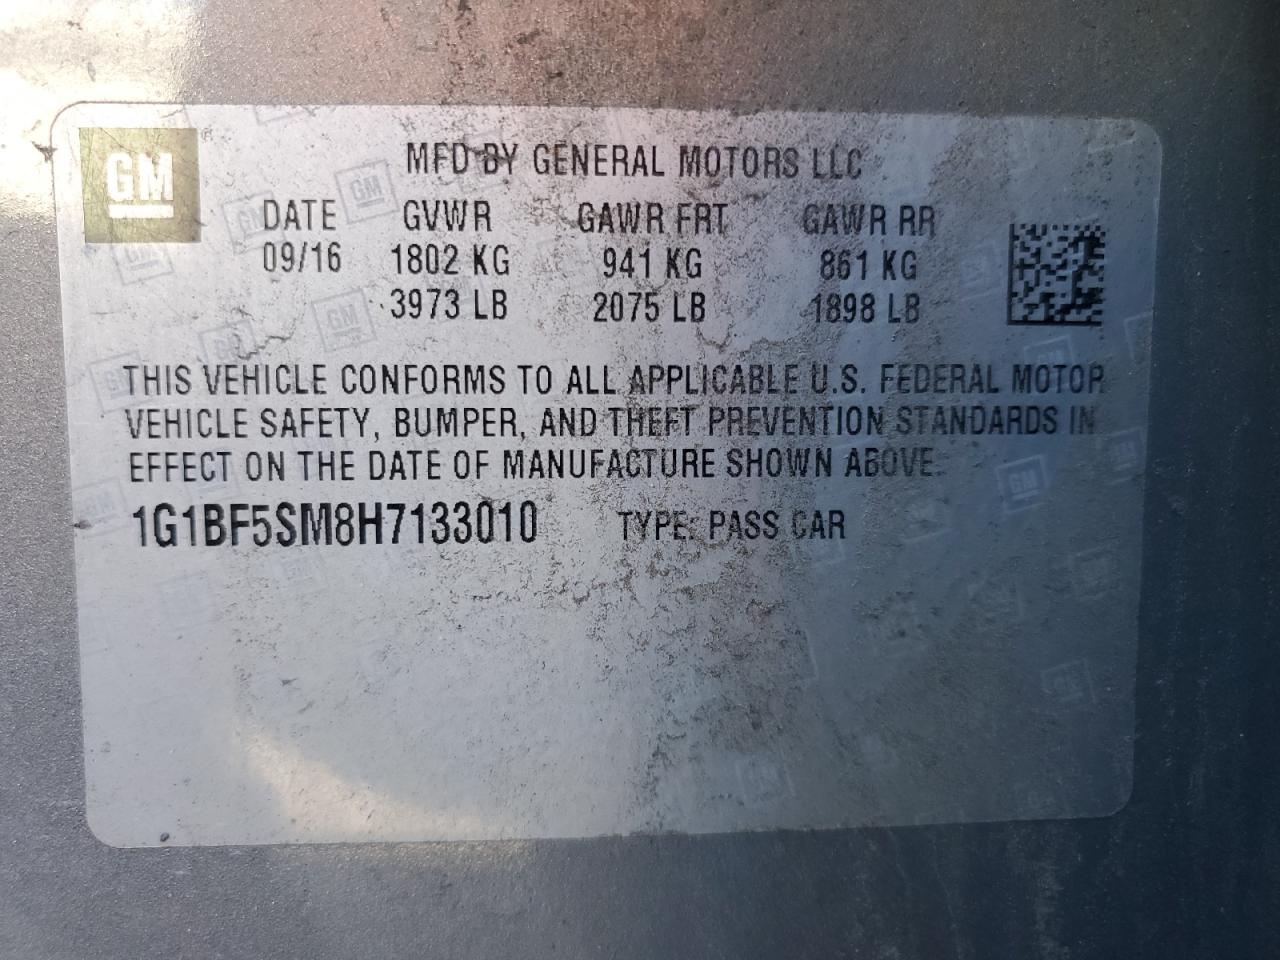 GM
MFD BY GENERAL MOTORS LLC
DATE GVWR GAWR FRT GAWR RR
09/16 1802 KG 941 KG 861 KG
3973 LB 2075 LB 1898 LB
THIS VEHICLE CONFORMS TO ALL APPLICABLE U.S. FEDERAL MOTOR
VEHICLE SAFETY, BUMPER, AND THEFT PREVENTION STANDARDS IN
EFFECT ON THE DATE OF MANUFACTURE SHOWN ABOVE.
1G1BF5SM8H7133010 TYPE: PASS CAR